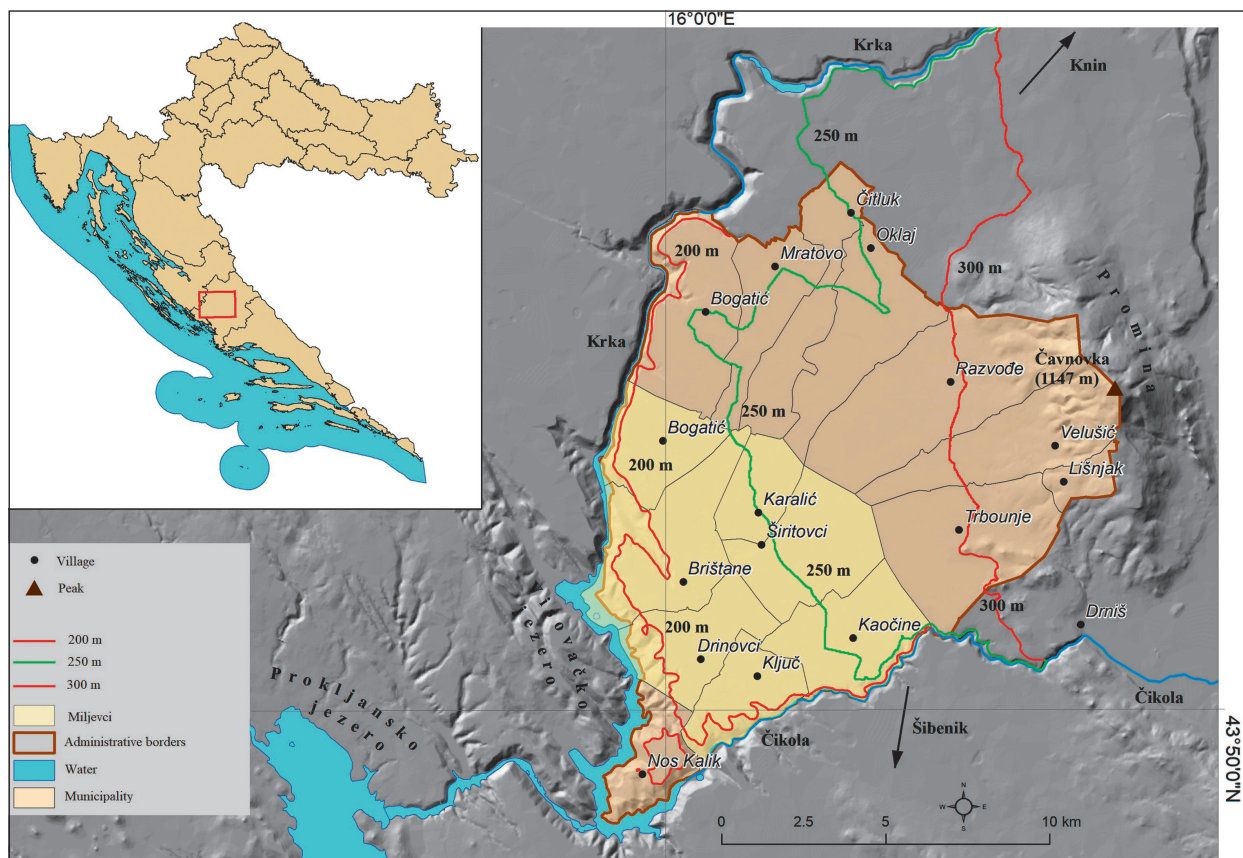 16°0'0"E
Krka
Knin
250 m
Čitluk
Oklaj
200 m
Mratovo
300 m
Bogatić
Promina
Krka
Čavnovka
(1147 m)
Razvođe
250 m
Bogatić
Velušić
200 m
Lišnjak
Karalić
Trbounje
Širitovci
Village
Brištane
250 m
Peak
300 m
Drniš
200 m
Kaočine
200 m
Drinovci
250 m
Ključ
300 m
Prokljansko
jezero
jezero
Čikola
Miljevci
Šibenik
Čikola
Administrative borders
43°50'0"N
Water
Nos Kalik
Municipality
N
W
E
S
0
2.5
5
10 km